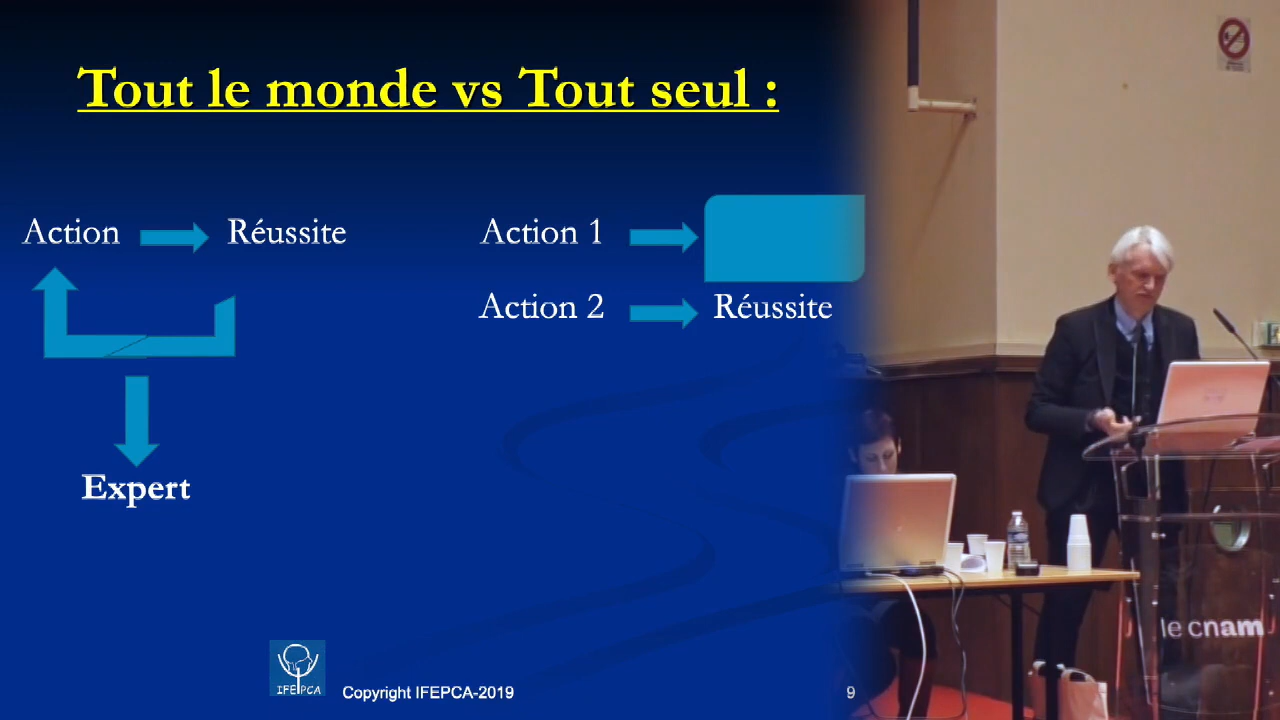 Tout le monde vs Tout seul :
Action
Réussite
Action 1
Action 2
Réussite
Expert
IFEPCA
Copyright IFEPCA-2019
9
le cnam